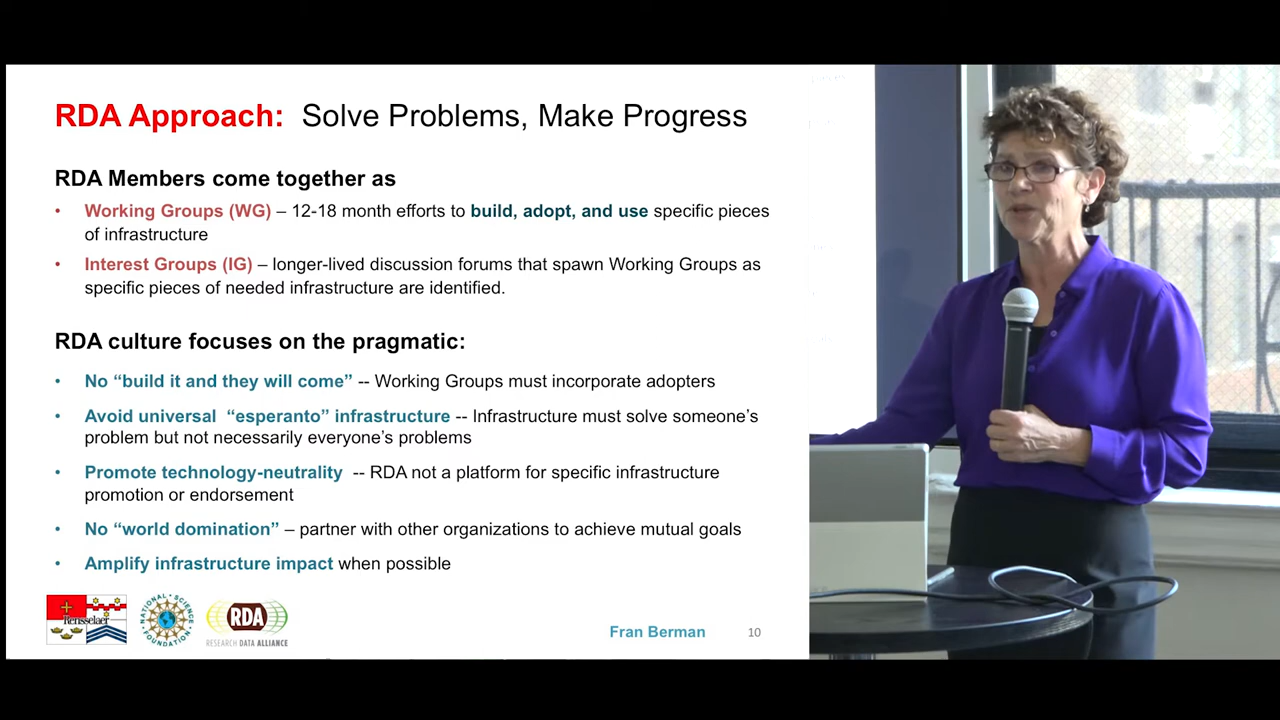 RDA Approach: Solve Problems, Make Progress
RDA Members come together as
• Working Groups (WG) – 12-18 month efforts to build, adopt, and use specific pieces
of infrastructure
• Interest Groups (IG) – longer-lived discussion forums that spawn Working Groups as
specific pieces of needed infrastructure are identified.
RDA culture focuses on the pragmatic:
• No “build it and they will come” -- Working Groups must incorporate adopters
• Avoid universal “esperanto” infrastructure -- Infrastructure must solve someone’s
problem but not necessarily everyone’s problems
• Promote technology-neutrality -- RDA not a platform for specific infrastructure
promotion or endorsement
• No “world domination” – partner with other organizations to achieve mutual goals
• Amplify infrastructure impact when possible
Rensselaer
NATIONAL SCIENCE FOUNDATION
RDA
RESEARCH DATA ALLIANCE
Fran Berman 10